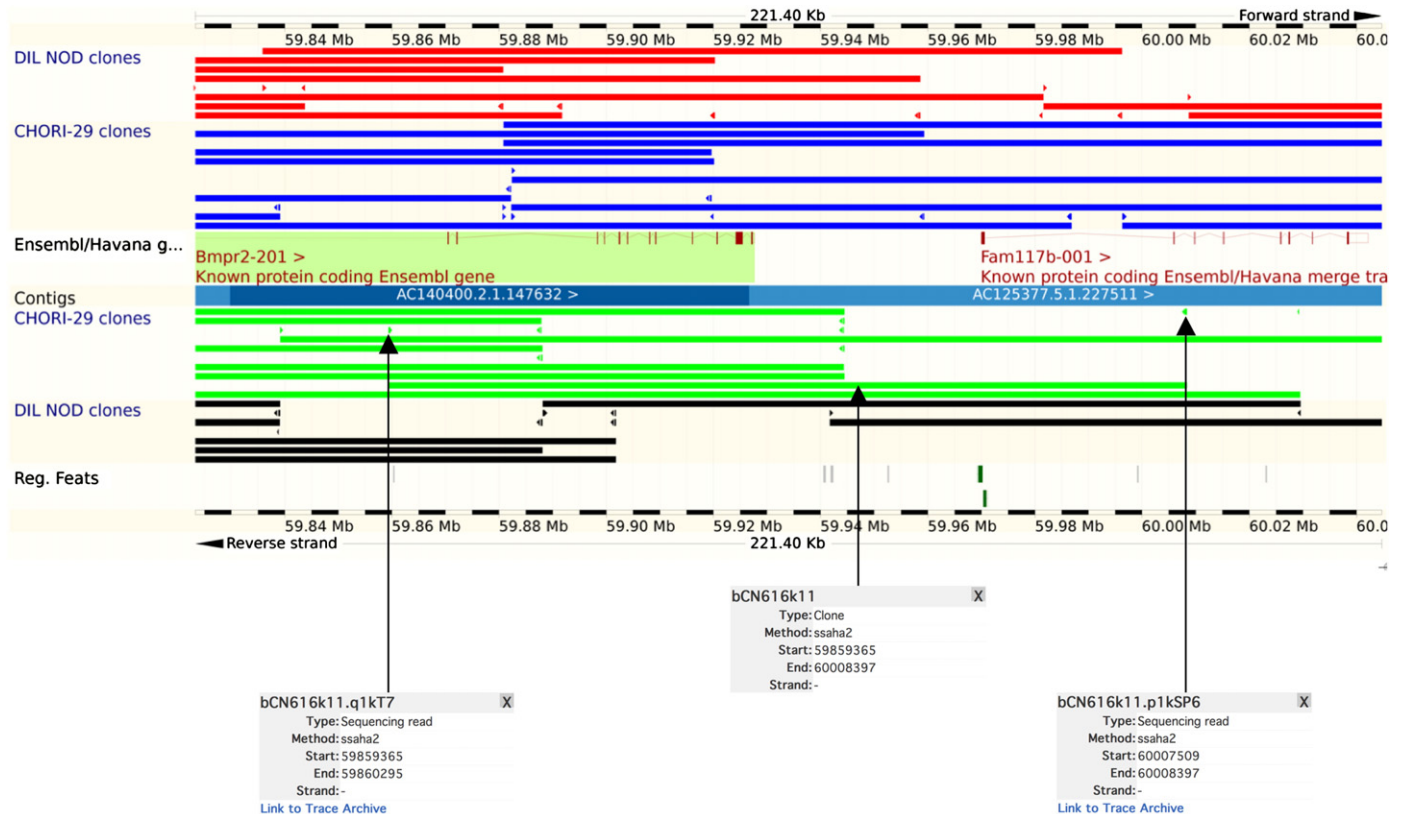 221.40 Kb Forward strand
59.84 Mb 59.86 Mb 59.88 Mb 59.90 Mb 59.92 Mb 59.94 Mb 59.96 Mb 59.98 Mb 60.00 Mb 60.02 Mb 60.0
DIL NOD clones
CHORI-29 clones
Ensembl/Havana g...
Bmpr2-201 > Fam117b-001 >
Known protein coding Ensembl gene Known protein coding Ensembl/Havana merge tra
Contigs AC140400.2.1.147632 > AC125377.5.1.227511 >
CHORI-29 clones
DIL NOD clones
Reg. Feats
59.84 Mb 59.86 Mb 59.88 Mb 59.90 Mb 59.92 Mb 59.94 Mb 59.96 Mb 59.98 Mb 60.00 Mb 60.02 Mb 60.0
Reverse strand 221.40 Kb
bCN616k11 X
Type: Clone
Method: ssaha2
Start: 59859365
End: 60008397
Strand: -
bCN616k11.q1kT7 X
Type: Sequencing read
Method: ssaha2
Start: 59859365
End: 59860295
Strand: -
Link to Trace Archive
bCN616k11.p1kSP6 X
Type: Sequencing read
Method: ssaha2
Start: 60007509
End: 60008397
Strand: -
Link to Trace Archive